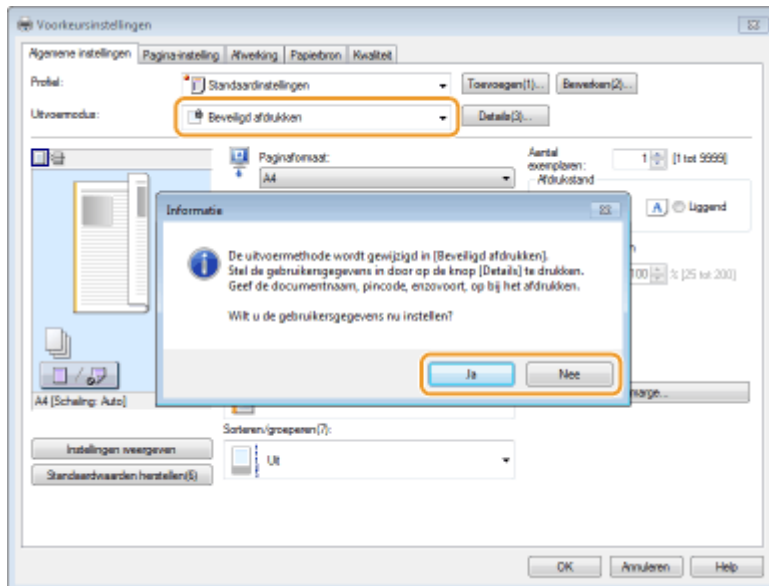 Voorkeursinstellingen
Algemene instellingen Pagina-instelling Afwerking Papierbron Kwaliteit
Profiel: Standaardinstellingen Toevoegen(1)... Bewerken(2)...
Uitvoermodus: Beveiligd afdrukken Details(3)...
Paginaformaat: Aantal exemplaren: 1 [1 tot 9999]
A4
Afdrukstand
A Liggend
Informatie
De uitvoermethode wordt gewijzigd in [Beveiligd afdrukken].
Stel de gebruikersgegevens in door op de knop [Details] te drukken.
Geef de documentnaam, pincode, enzovoort, op bij het afdrukken.
Wilt u de gebruikersgegevens nu instellen?
100 % [25 tot 200]
Ja Nee
A4 [Schaling: Auto]
marge...
Sorteren/groeperen(7):
Instellingen weergeven
Uit
Standaardwaarden herstellen(6)
OK Annuleren Help